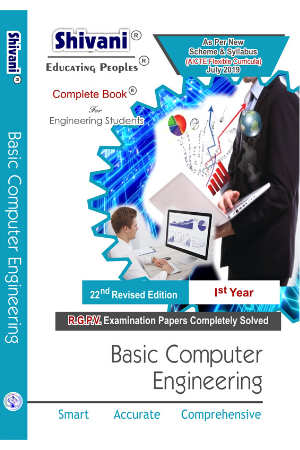 Shivani®
Basic Computer Engineering
Shivani®
EDUCATING PEOPLES®
Complete Book®
For
Engineering Students
As Per New
Scheme & Syllabus
(AICTE Flexible Curricula)
July 2019
22nd Revised Edition
Ist Year
R.G.P.V. Examination Papers Completely Solved
Basic Computer
Engineering
Smart Accurate Comprehensive